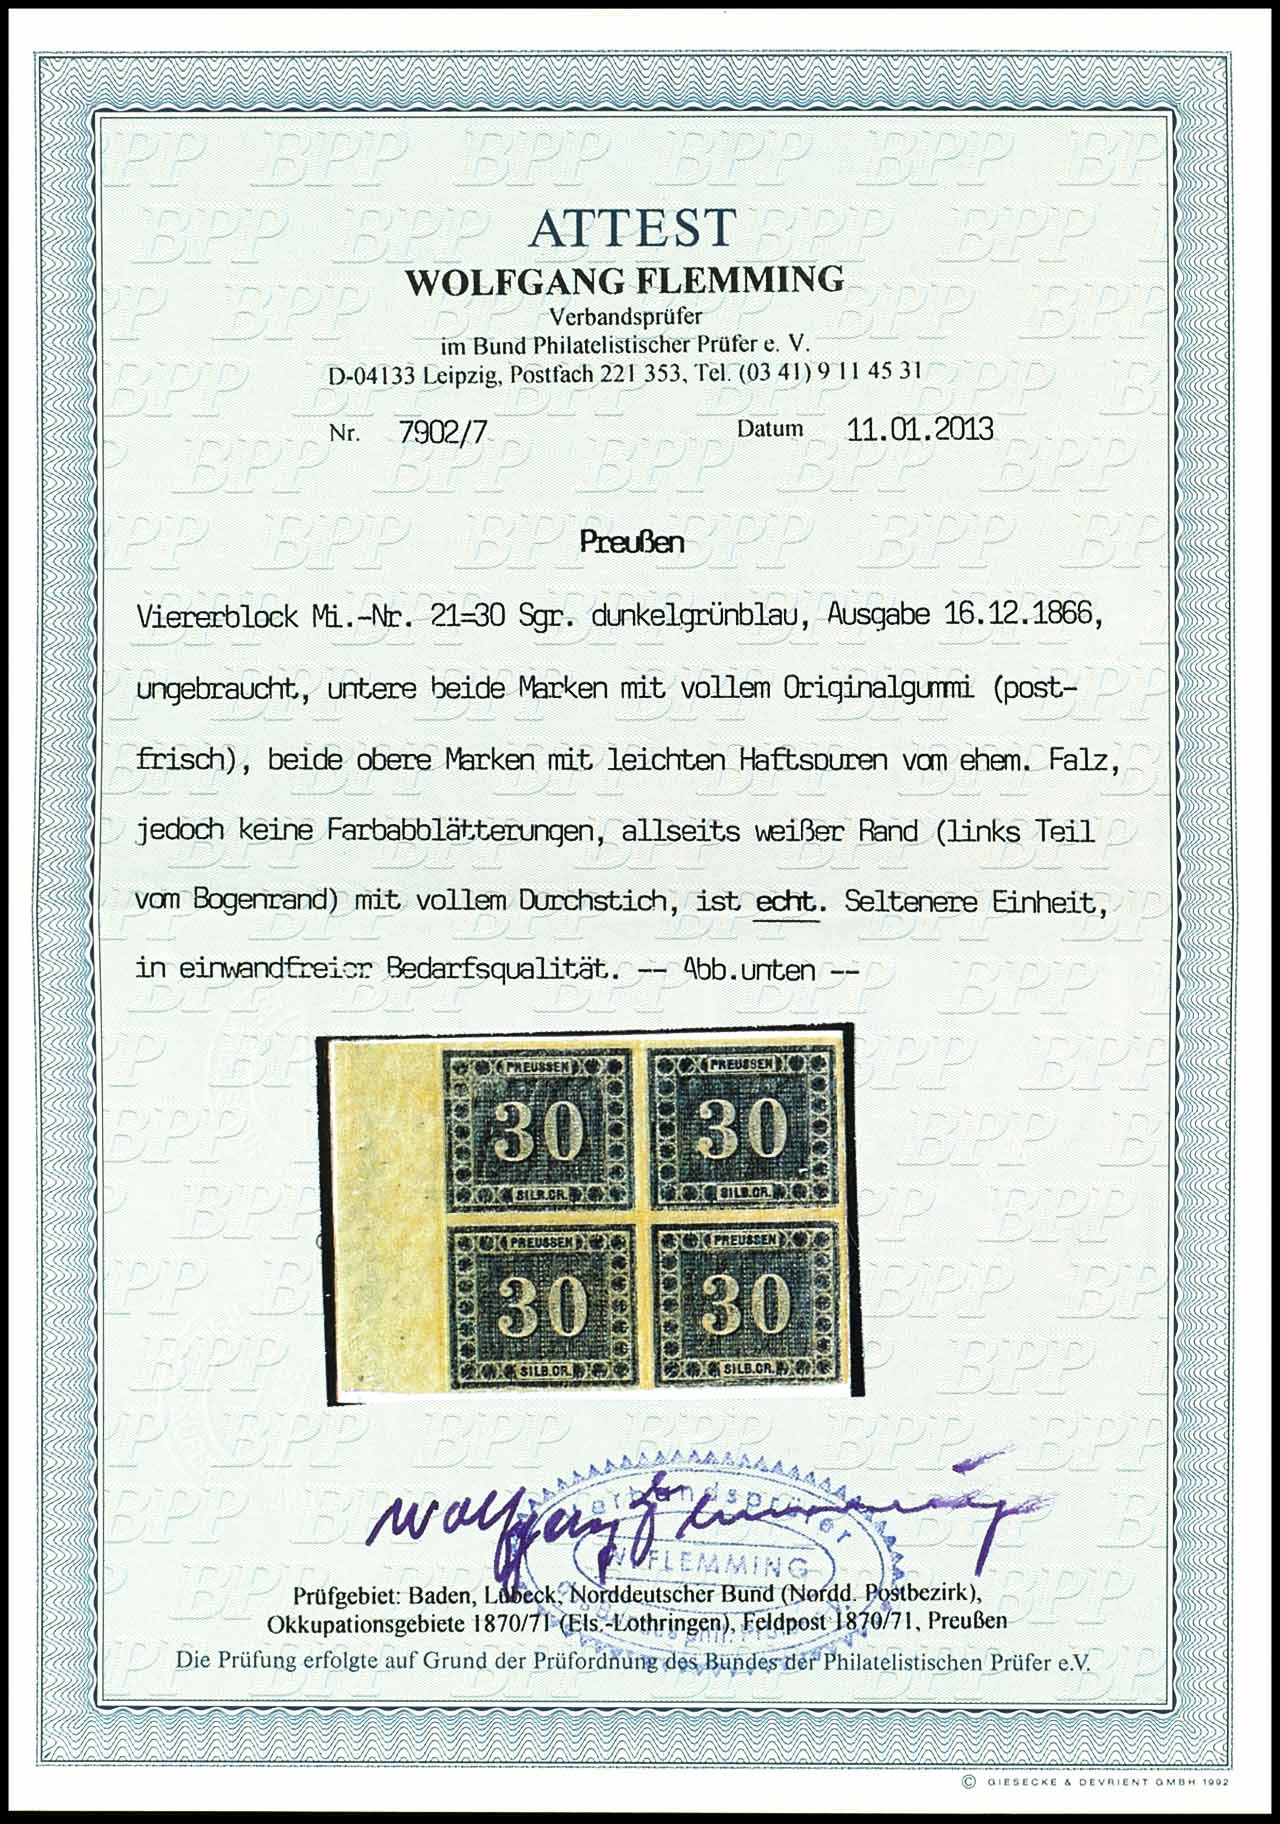 ATTEST
WOLFGANG FLEMMING
Verbandsprüfer
im Bund Philatelistischer Prüfer e. V.
D-04133 Leipzig, Postfach 221 353, Tel. (03 41) 9 11 45 31
Nr. 7902/7 Datum 11.01.2013
Preußen
Viererblock Mi.-Nr. 21=30 Sgr. dunkelgrünblau, Ausgabe 16.12.1866,
ungebraucht, untere beide Marken mit vollem Originalgummi (post-
frisch), beide obere Marken mit leichten Haftspuren vom ehem. Falz,
jedoch keine Farbabblätterungen, allseits weißer Rand (links Teil
vom Bogenrand) mit vollem Durchstich, ist echt. Seltenere Einheit,
in einwandfreier Bedarfsqualität. -- Abb.unten --
PREUSSEN PREUSSEN
30 30
SILB.GR. SILB.GR.
PREUSSEN PREUSSEN
30 30
SILB.GR. SILB.GR.
Wolfgang Flemming
Verbandsprüfer
W. FLEMMING
Prüfgebiet: Baden, Lübeck, Norddeutscher Bund (Nordd. Postbezirk),
Okkupationsgebiete 1870/71 (Els.-Lothringen), Feldpost 1870/71, Preußen
Die Prüfung erfolgte auf Grund der Prüfordnung des Bundes der Philatelistischen Prüfer e.V.
© GIESECKE & DEVRIENT GMBH 1992